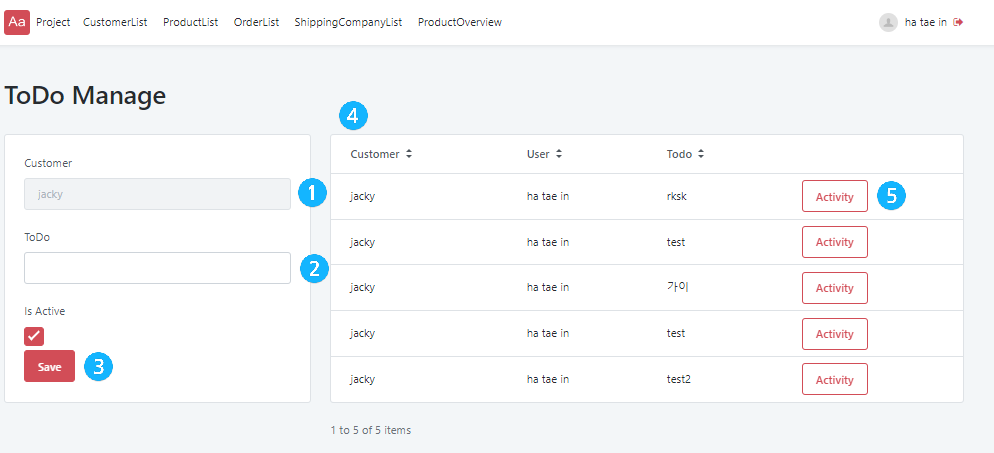 Aa Project CustomerList ProductList OrderList ShippingCompanyList ProductOverview ha tae in
ToDo Manage
4
Customer
jacky
1
ToDo
2
Is Active
Save
3
Customer User Todo
jacky ha tae in rksk Activity 5
jacky ha tae in test Activity
jacky ha tae in 가이 Activity
jacky ha tae in test Activity
jacky ha tae in test2 Activity
1 to 5 of 5 items